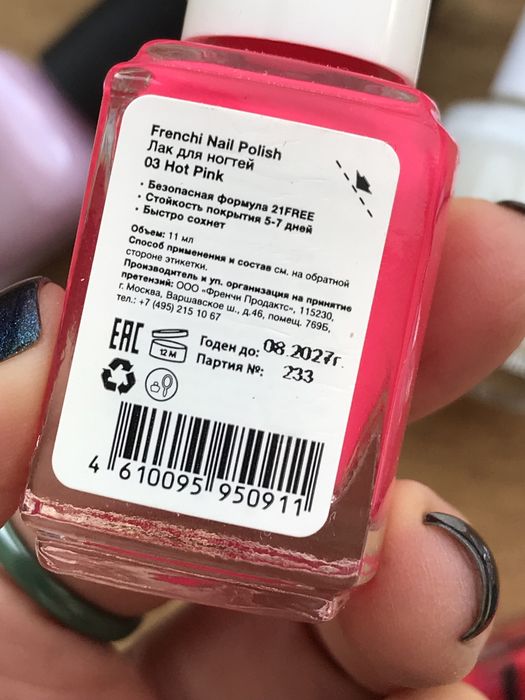 Frenchi Nail Polish
Лак для ногтей
03 Hot Pink
· Безопасная формула 21FREE
· Стойкость покрытия 5-7 дней
· Быстро сохнет
Объем: 11 мл
Способ применения и состав см. на обратной
стороне этикетки.
Производитель и уп. организация на принятие
претензий: ООО «Френчи Продактс», 115230,
г. Москва, Варшавское ш., д.46, помещ. 769Б,
тел.: +7 (495) 215 10 67
EAC
12 M
Годен до: 08.2027г.
Партия №: 233
4 610095 950911